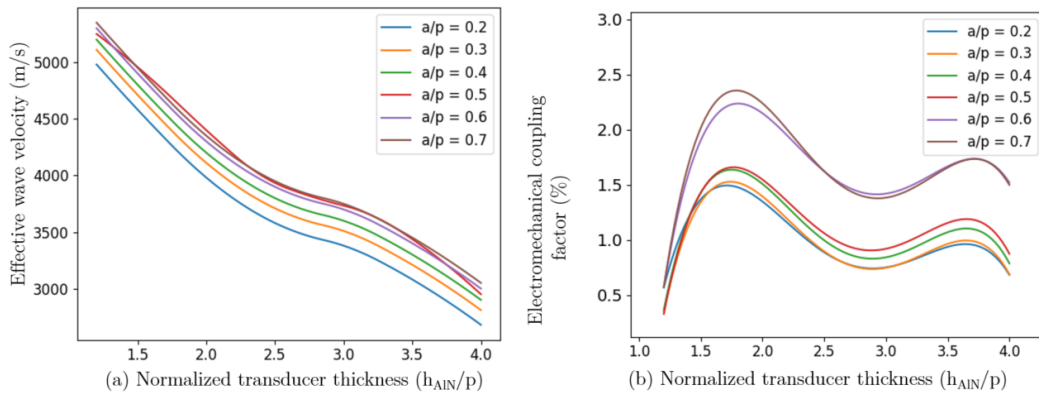 Effective wave velocity (m/s)
5000
4500
4000
3500
3000
1.5 2.0 2.5 3.0 3.5 4.0
a/p = 0.2
a/p = 0.3
a/p = 0.4
a/p = 0.5
a/p = 0.6
a/p = 0.7
(a) Normalized transducer thickness (h_AlN/p)
Electromechanical coupling
factor (%)
3.0
2.5
2.0
1.5
1.0
0.5
1.0 1.5 2.0 2.5 3.0 3.5 4.0
a/p = 0.2
a/p = 0.3
a/p = 0.4
a/p = 0.5
a/p = 0.6
a/p = 0.7
(b) Normalized transducer thickness (h_AlN/p)